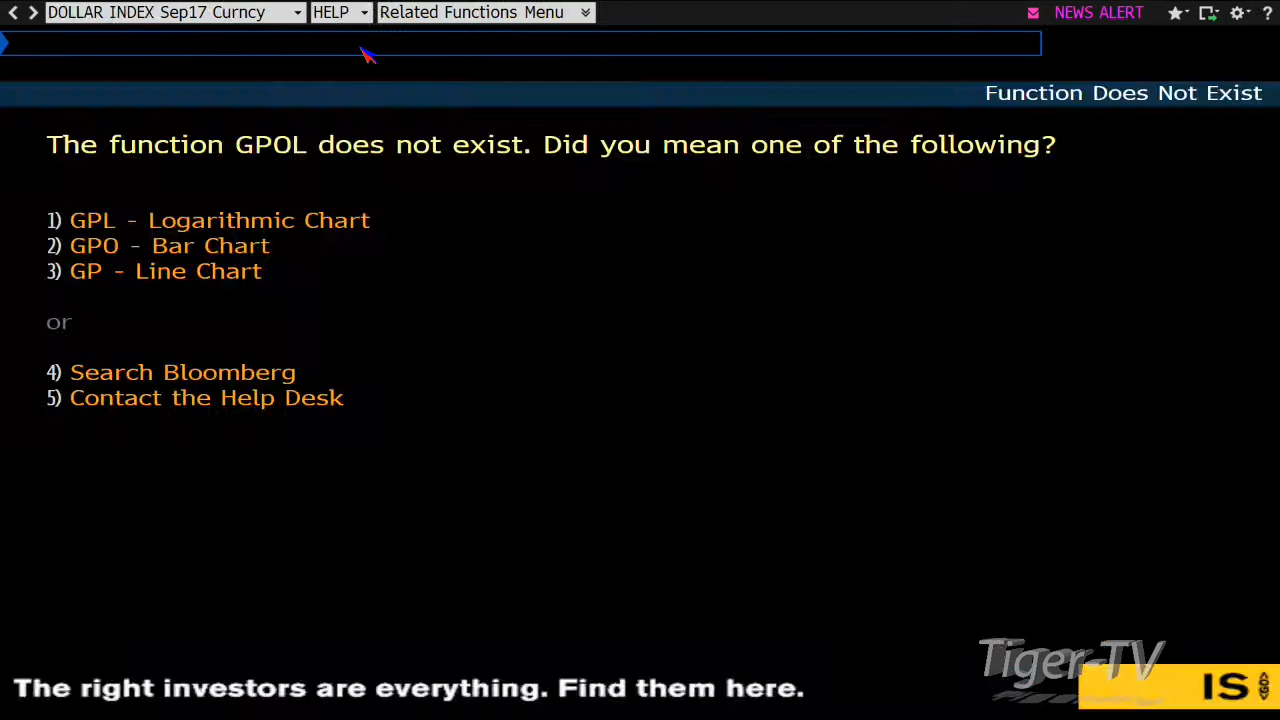 DOLLAR INDEX Sep17 Curncy HELP Related Functions Menu NEWS ALERT ?
Function Does Not Exist
The function GPOL does not exist. Did you mean one of the following?
1) GPL - Logarithmic Chart
2) GPO - Bar Chart
3) GP - Line Chart
or
4) Search Bloomberg
5) Contact the Help Desk
Tiger-TV
The right investors are everything. Find them here.
IS